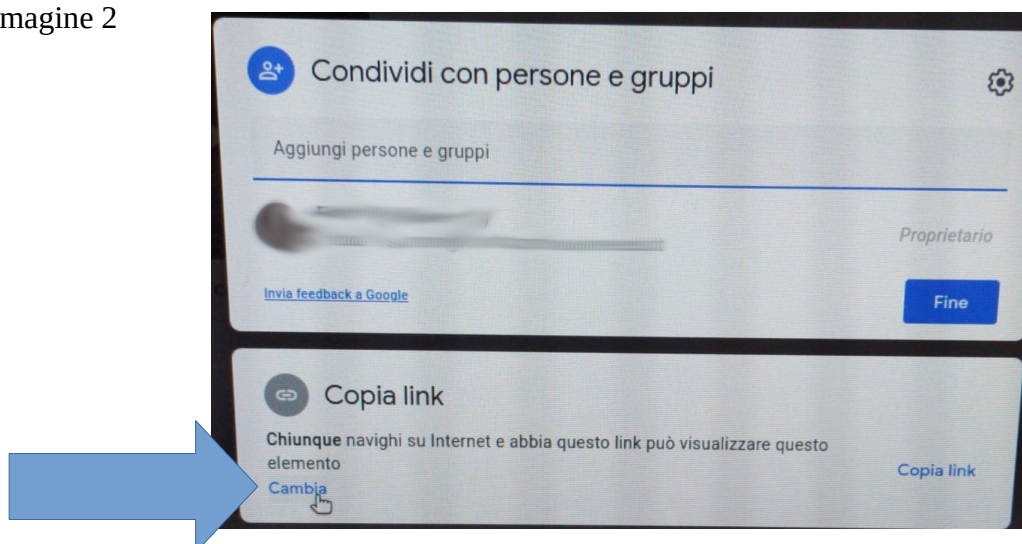 magine 2
Condividi con persone e gruppi
Aggiungi persone e gruppi
Proprietario
Invia feedback a Google
Fine
Copia link
Chiunque navighi su Internet e abbia questo link può visualizzare questo
elemento
Copia link
Cambia